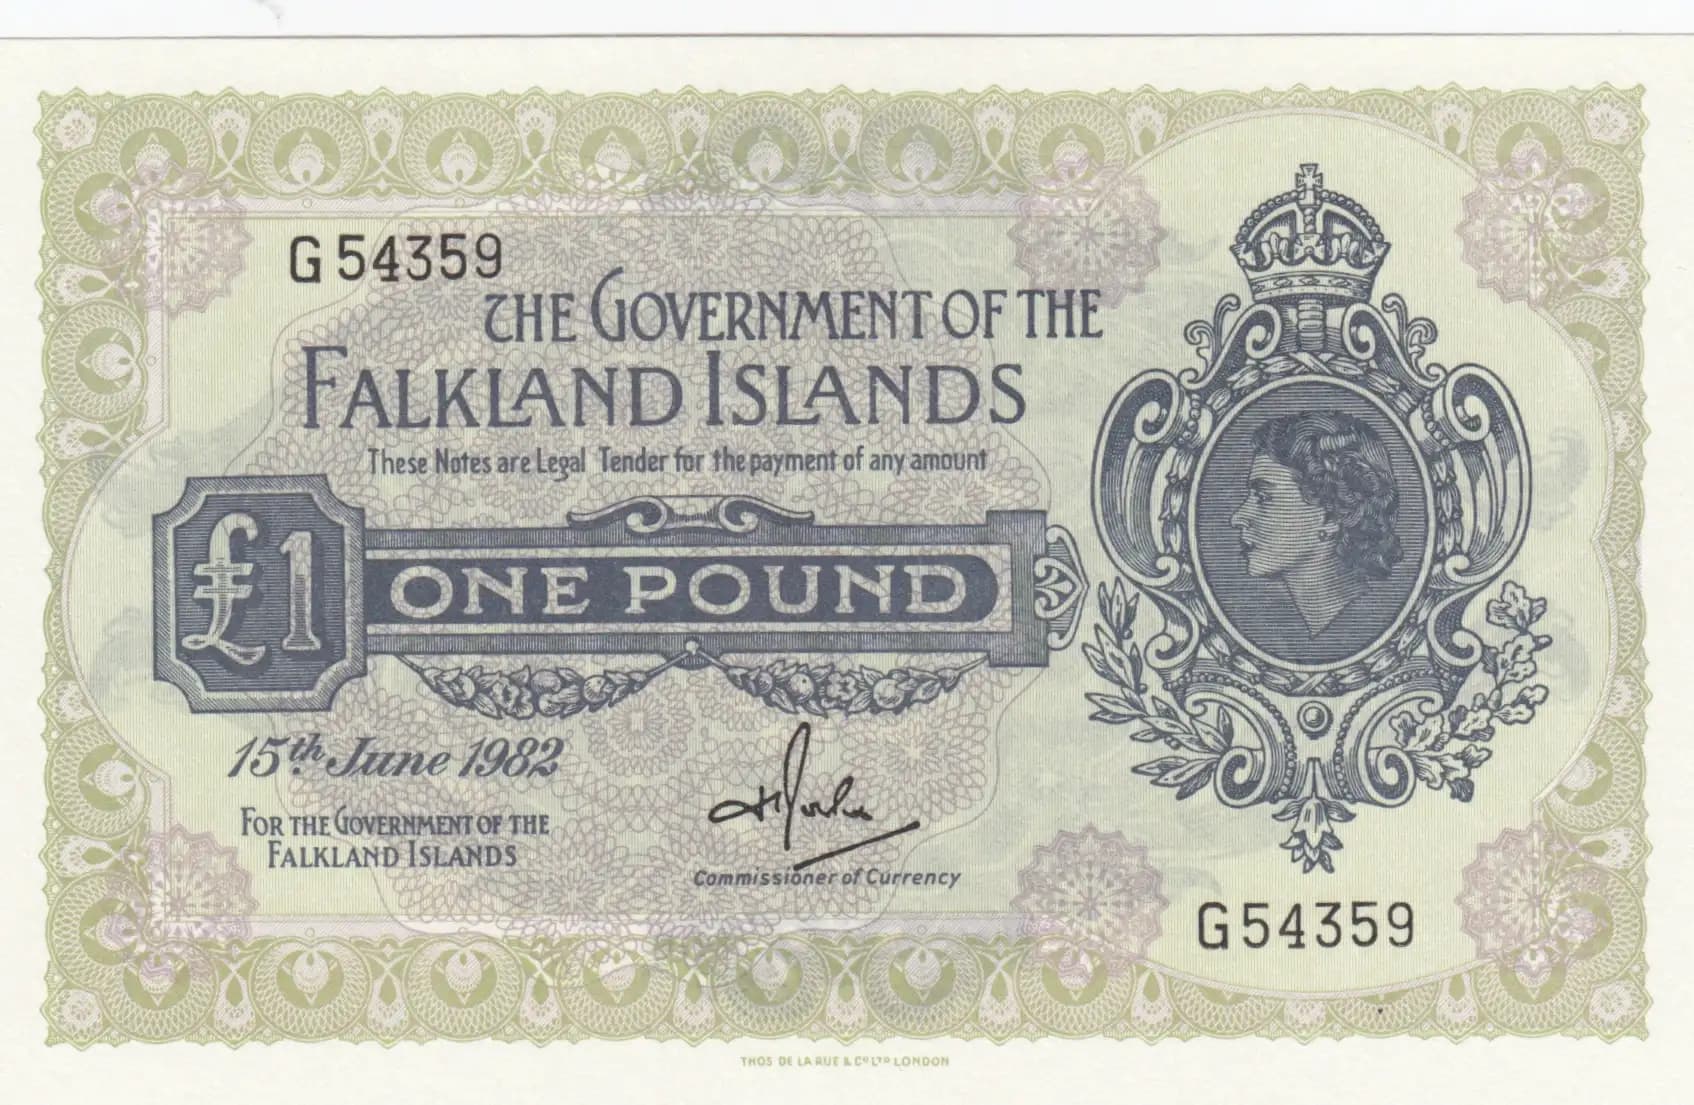 G 54359
THE GOVERNMENT OF THE
FALKLAND ISLANDS
These Notes are Legal Tender for the payment of any amount
£1
ONE POUND
15th June 1982
FOR THE GOVERNMENT OF THE
FALKLAND ISLANDS
Commissioner of Currency
G 54359
THOS DE LA RUE & Co LTD LONDON